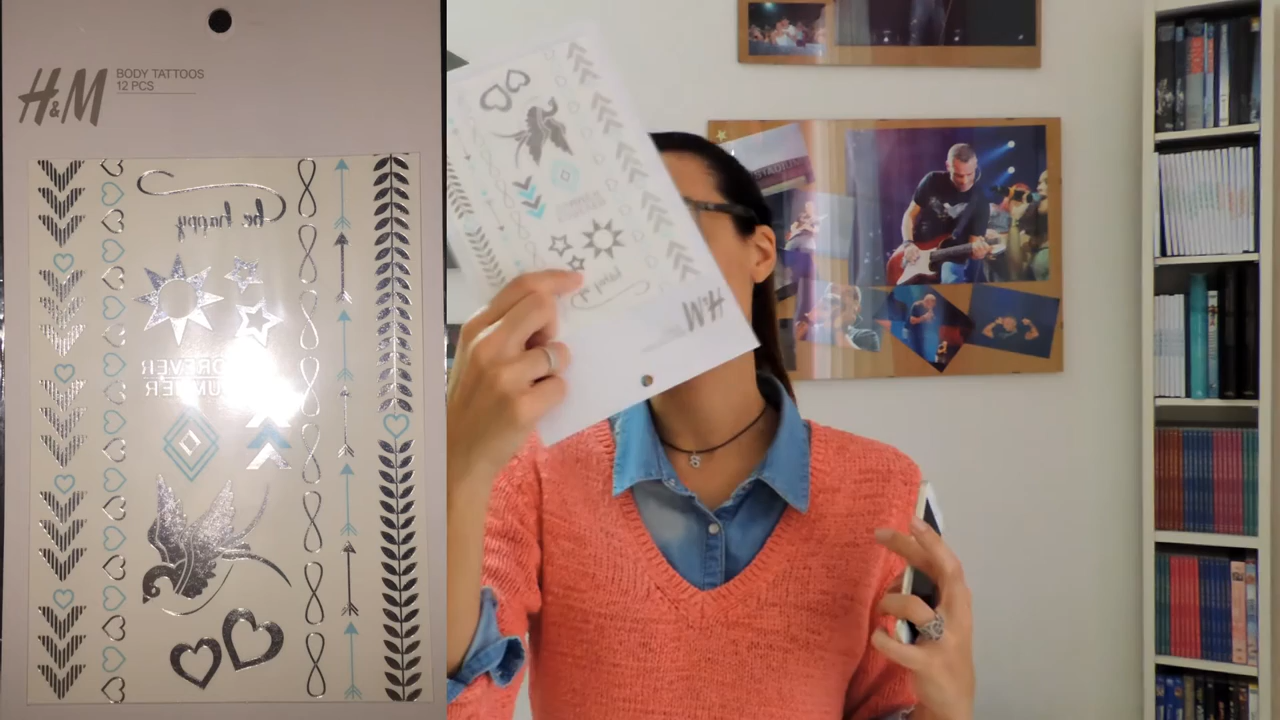 H&M
BODY TATTOOS
12 PCS
be happy
FOREVER
SUMMER
H&M